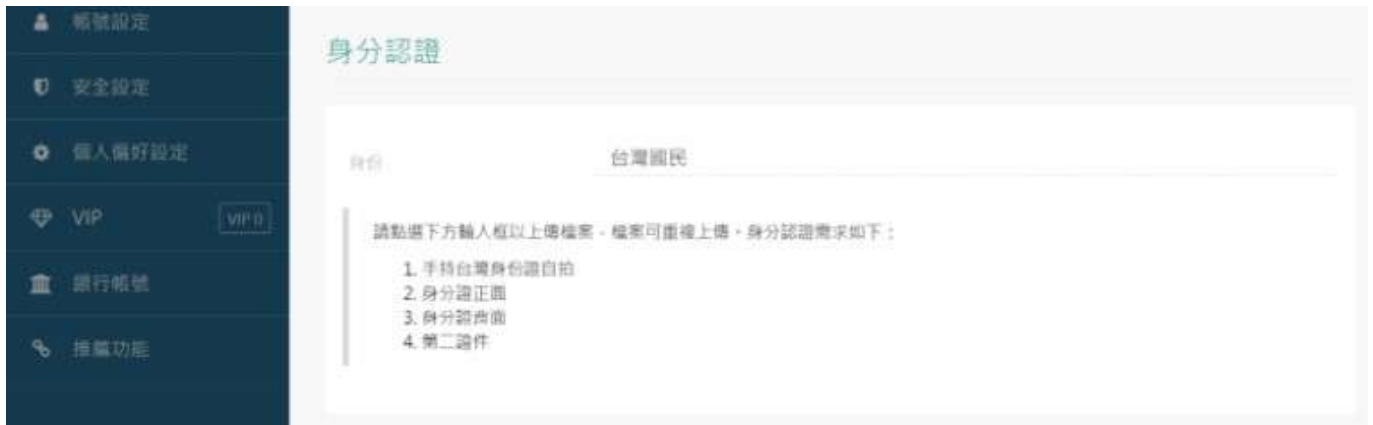 帳號設定
安全設定
個人偏好設定
VIP
VIP 0
銀行帳號
推薦功能
身分認證
身份
台灣國民
請點選下方輸入框以上傳檔案，檔案可重複上傳，身分認證需求如下：
1. 手持台灣身份證自拍
2. 身分證正面
3. 身分證背面
4. 第二證件